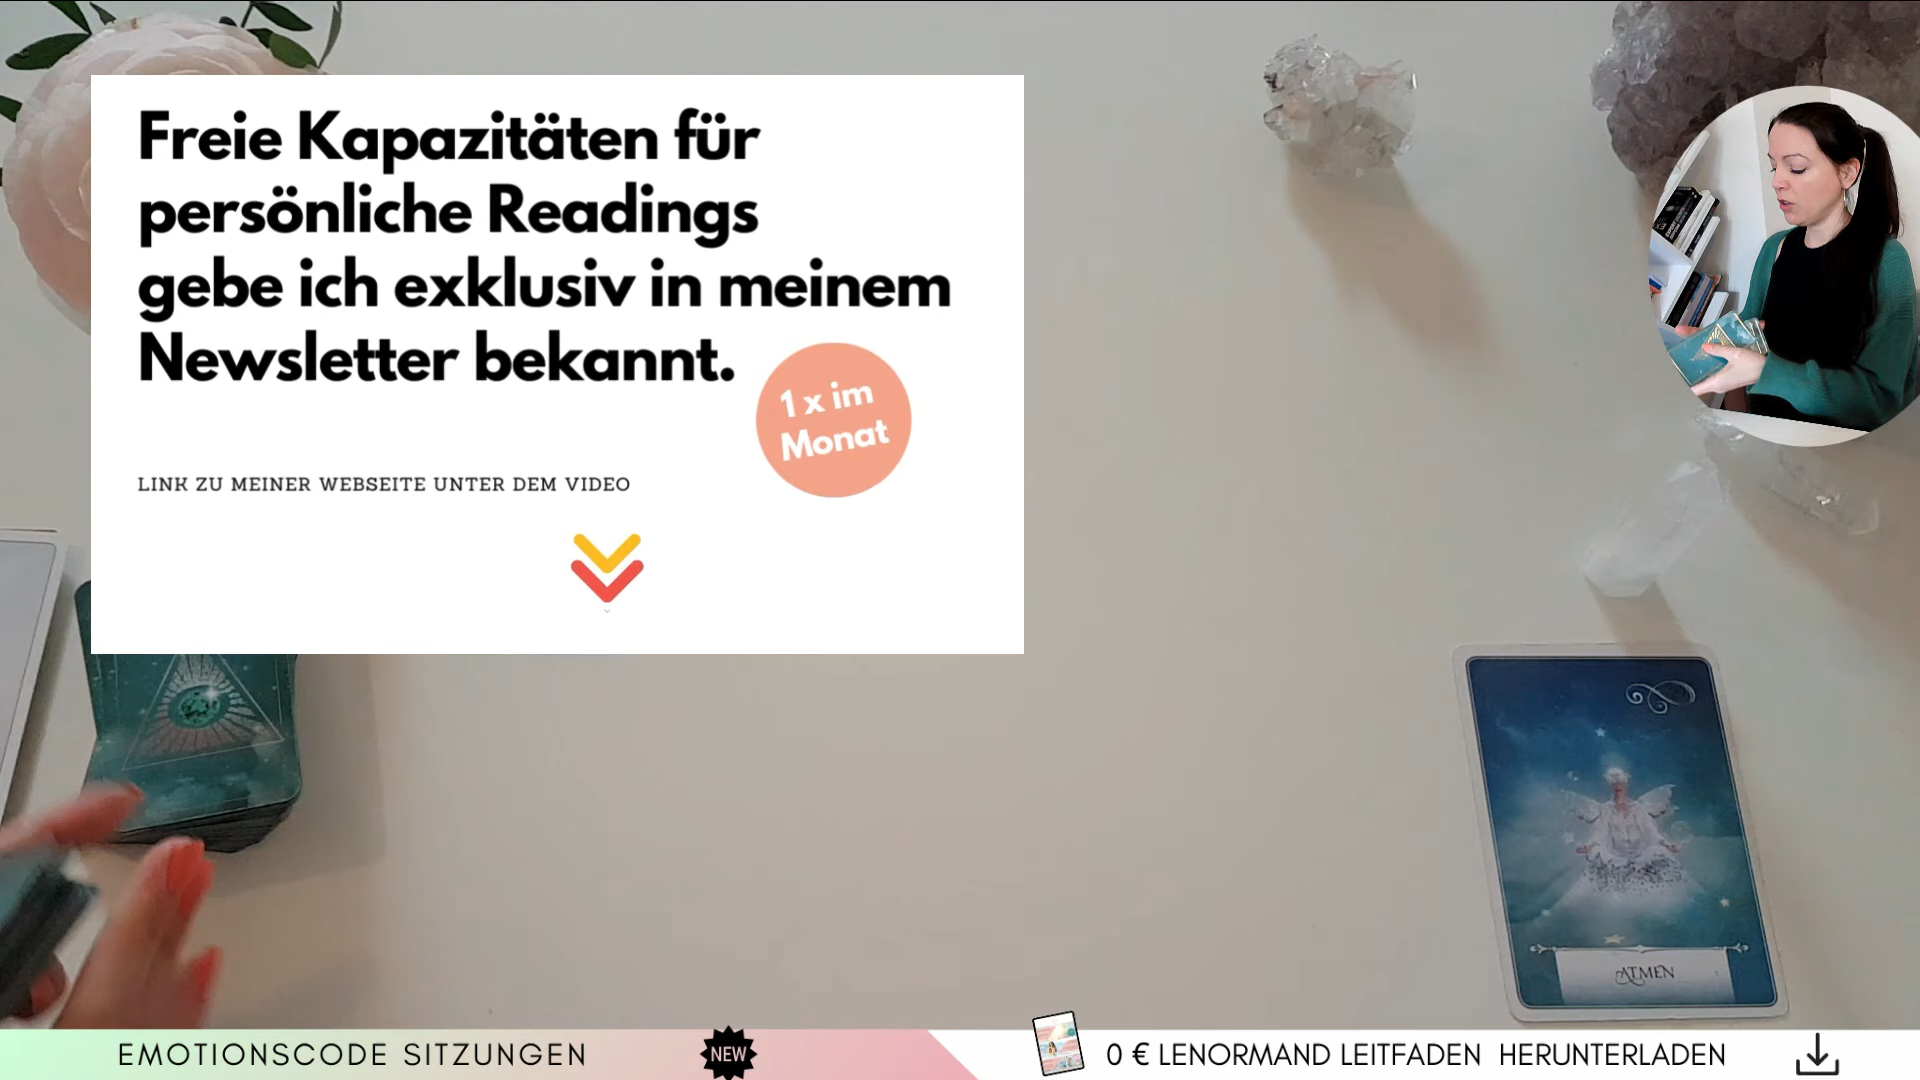 Freie Kapazitäten für
persönliche Readings
gebe ich exklusiv in meinem
Newsletter bekannt.
1 x im
Monat
LINK ZU MEINER WEBSEITE UNTER DEM VIDEO
ATMEN
EMOTIONSCODE SITZUNGEN
NEW
0 € LENORMAND LEITFADEN HERUNTERLADEN